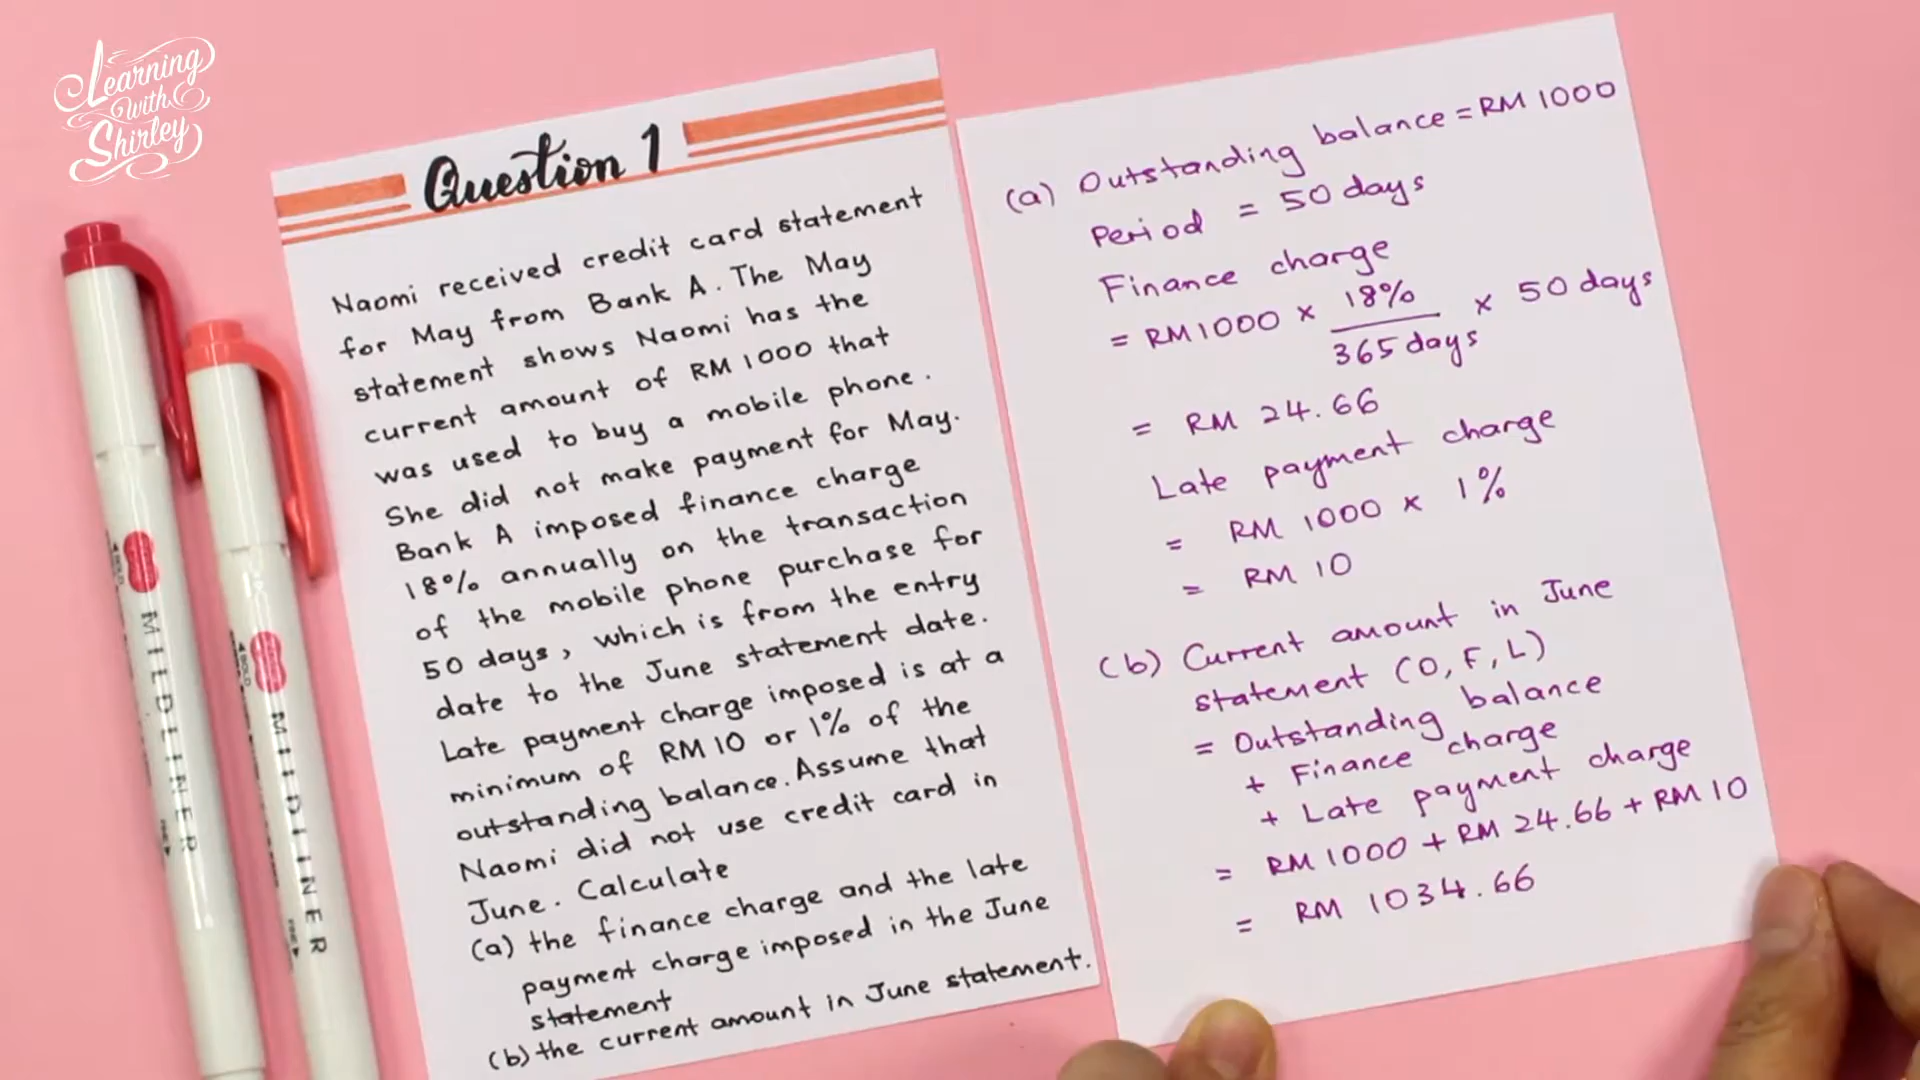 Learning
With
Shirley
Question 1
Naomi received credit card statement
for May from Bank A. The May
statement shows Naomi has the
current amount of RM 1000 that
was used to buy a mobile phone.
She did not make payment for May.
Bank A imposed finance charge
18% annually on the transaction
of the mobile phone purchase for
50 days, which is from the entry
date to the June statement date.
Late payment charge imposed is at a
minimum of RM 10 or 1% of the
outstanding balance. Assume that
Naomi did not use credit card in
June. Calculate
(a) the finance charge and the late
payment charge imposed in the June
statement
(b) the current amount in June statement.
(a) Outstanding balance = RM 1000
Period = 50 days
Finance charge
= RM 1000 × 18% / 365 days × 50 days
= RM 24.66
Late payment charge
= RM 1000 × 1%
= RM 10
(b) Current amount in June
statement (O, F, L)
= Outstanding balance
+ Finance charge
+ Late payment charge
= RM 1000 + RM 24.66 + RM 10
= RM 1034.66
MILDLINER
MILDLINER